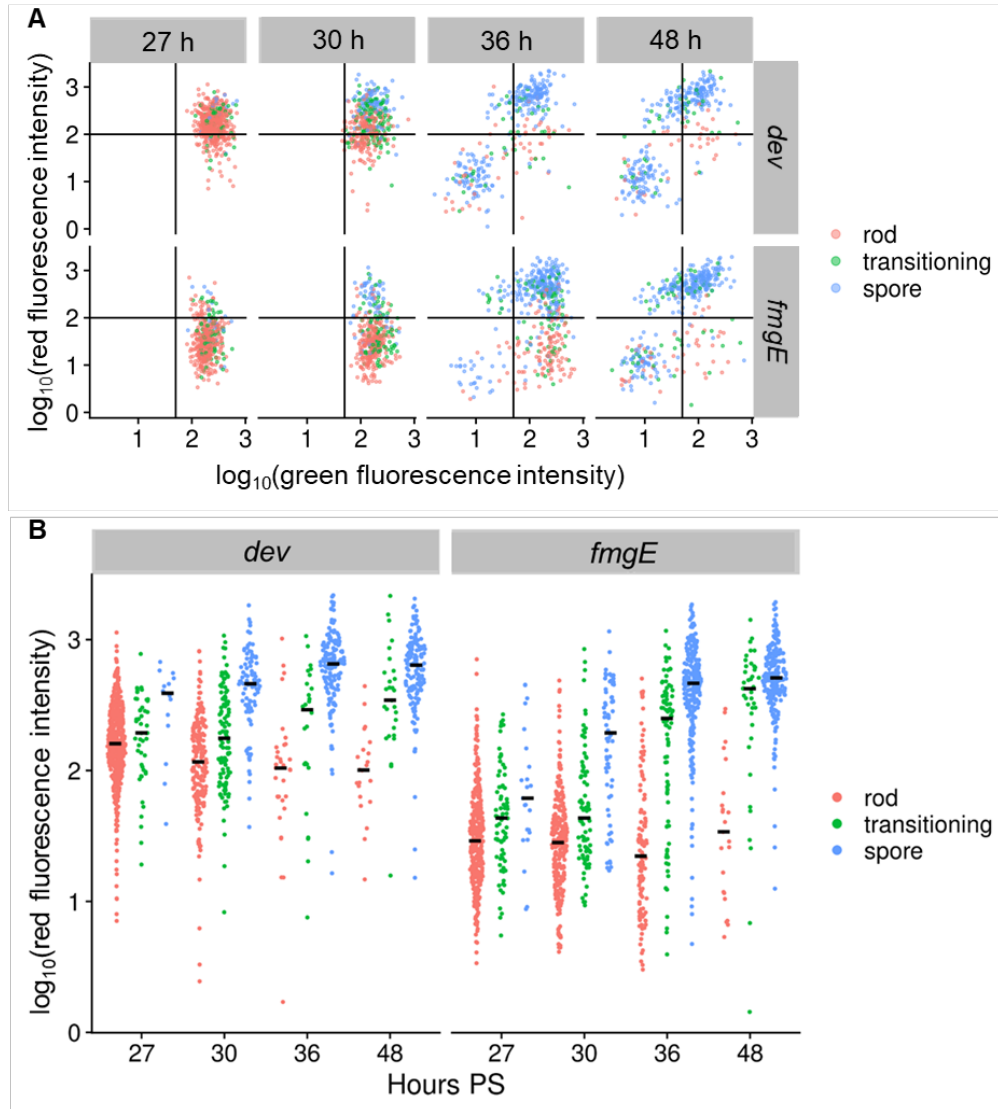 A
27 h 30 h 36 h 48 h
log₁₀(red fluorescence intensity)
3
2
1
0
dev
3
2
1
0
fmgE
1 2 3 1 2 3 1 2 3 1 2 3
log₁₀(green fluorescence intensity)
rod
transitioning
spore
B
dev fmgE
log₁₀(red fluorescence intensity)
3
2
1
0
27 30 36 48 27 30 36 48
Hours PS
rod
transitioning
spore